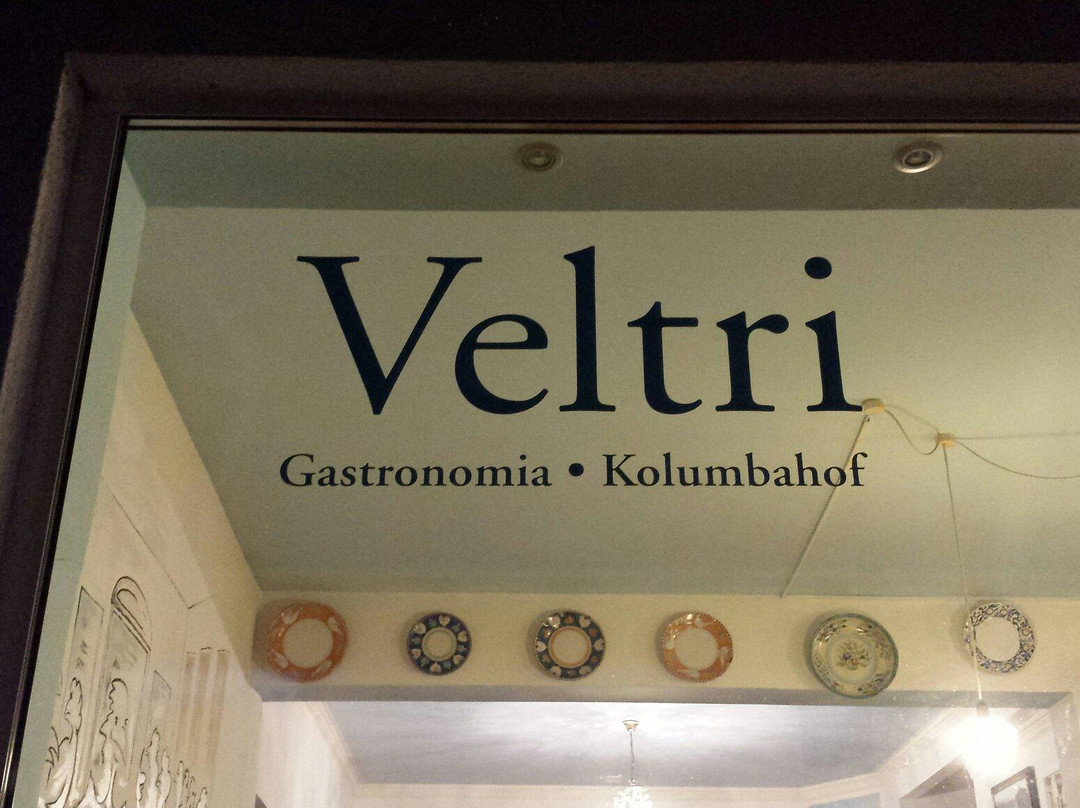 Veltri
Gastronomia • Kolumbahof